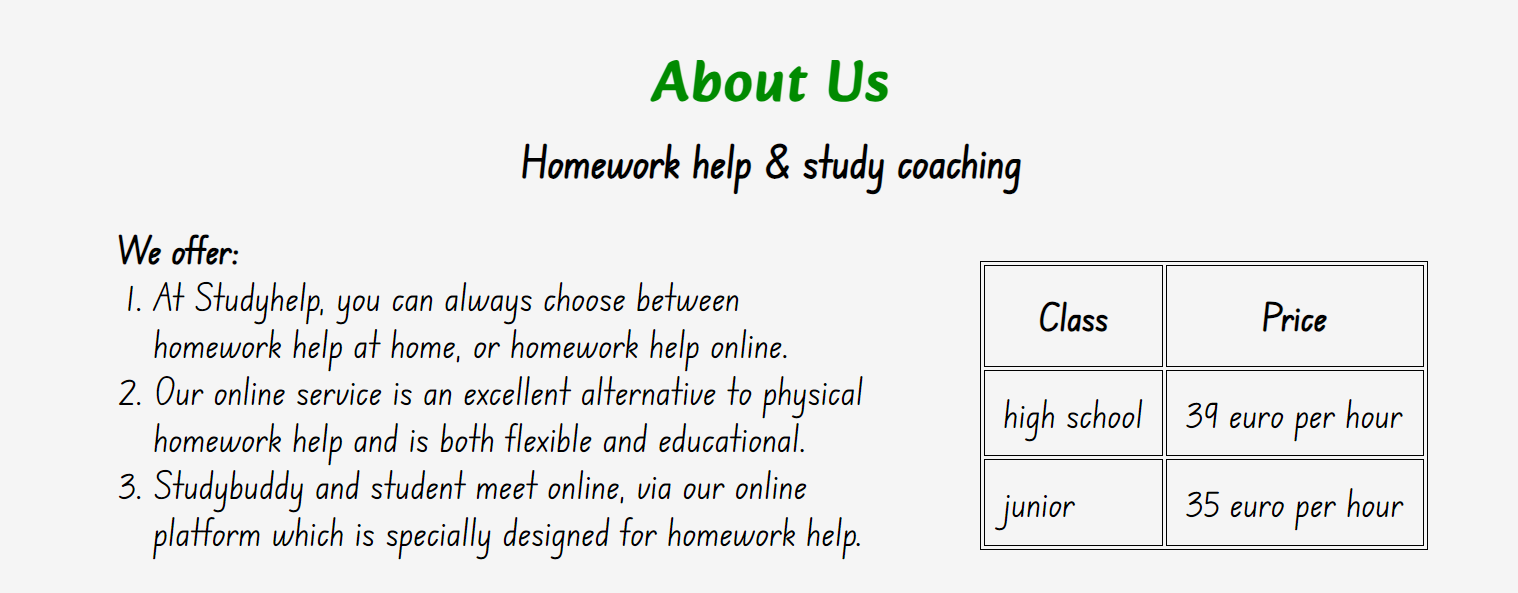 About Us
Homework help & study coaching
We offer:
1. At Studyhelp, you can always choose between
homework help at home, or homework help online.
2. Our online service is an excellent alternative to physical
homework help and is both flexible and educational.
3. Studybuddy and student meet online, via our online
platform which is specially designed for homework help.
Class Price
high school 39 euro per hour
junior 35 euro per hour